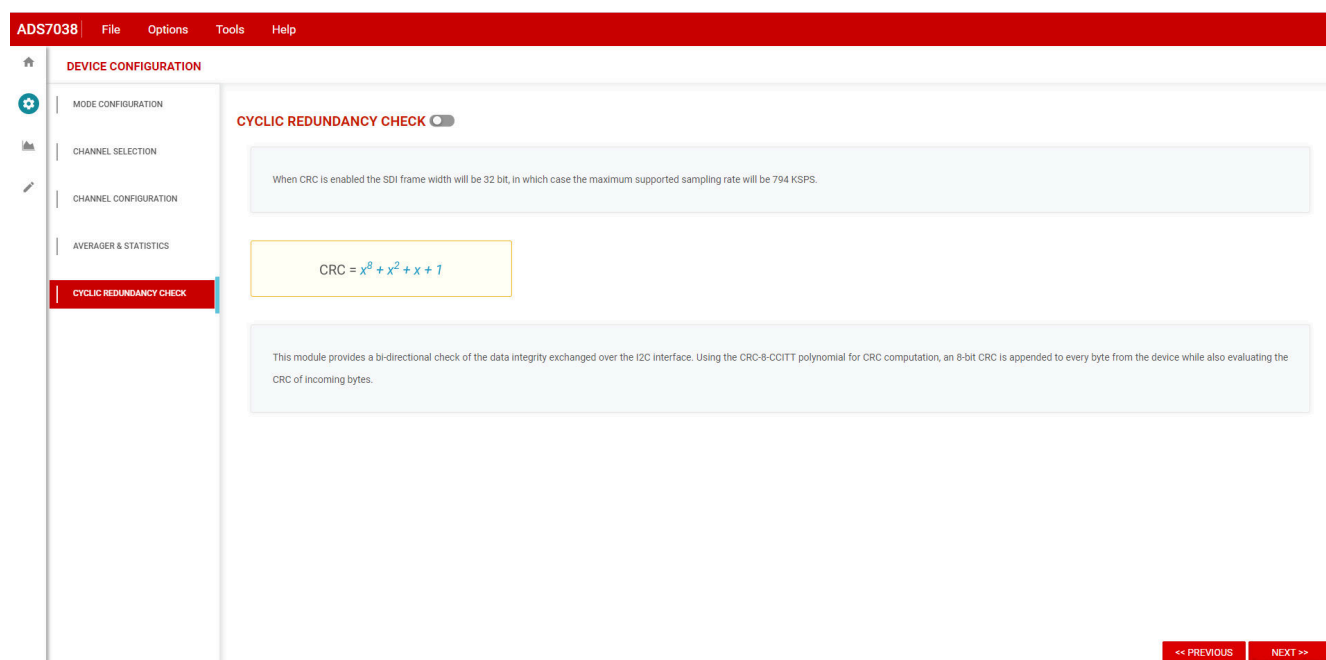 ADS7038 File Options Tools Help
DEVICE CONFIGURATION
MODE CONFIGURATION
CHANNEL SELECTION
CHANNEL CONFIGURATION
AVERAGER & STATISTICS
CYCLIC REDUNDANCY CHECK
CYCLIC REDUNDANCY CHECK
When CRC is enabled the SDI frame width will be 32 bit, in which case the maximum supported sampling rate will be 794 KSPS.
CRC = x⁸ + x² + x + 1
This module provides a bi-directional check of the data integrity exchanged over the I2C interface. Using the CRC-8-CCITT polynomial for CRC computation, an 8-bit CRC is appended to every byte from the device while also evaluating the
CRC of incoming bytes.
<< PREVIOUS NEXT >>